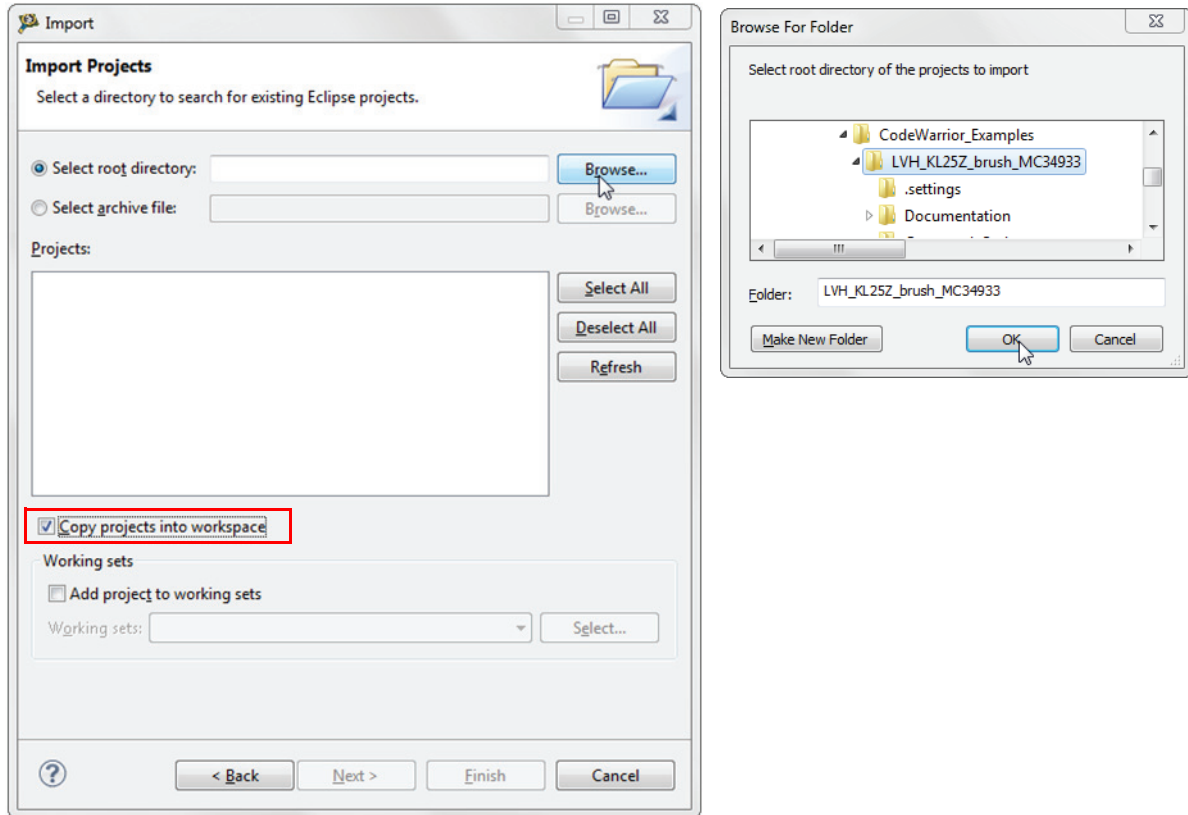 Import
Import Projects
Select a directory to search for existing Eclipse projects.
Select root directory:
Browse...
Select archive file:
Browse...
Projects:
Select All
Deselect All
Refresh
Copy projects into workspace
Working sets
Add project to working sets
Working sets:
Select...
?
< Back
Next >
Finish
Cancel
Browse For Folder
Select root directory of the projects to import
CodeWarrior_Examples
LVH_KL25Z_brush_MC34933
.settings
Documentation
Folder:
LVH_KL25Z_brush_MC34933
Make New Folder
OK
Cancel